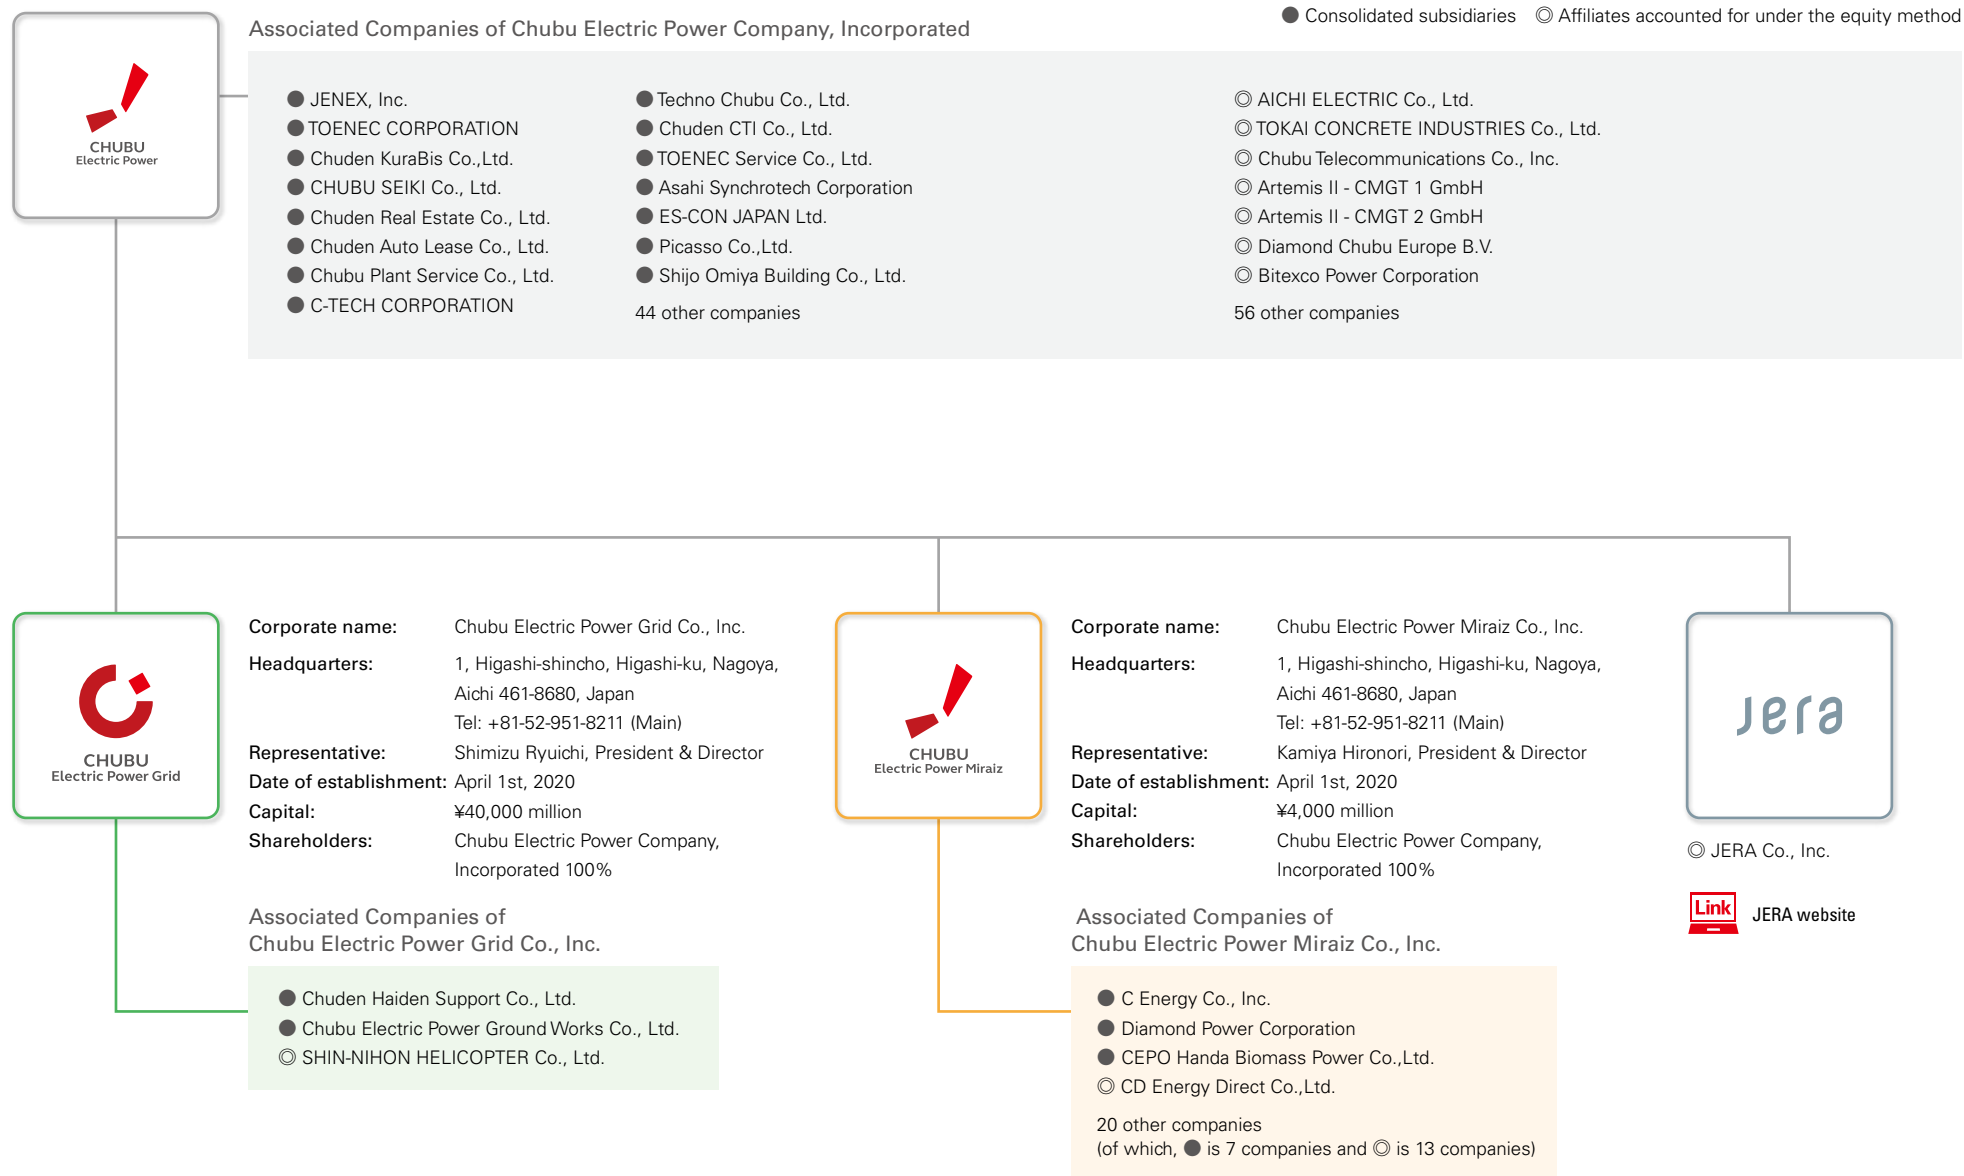 ● Consolidated subsidiaries ◎ Affiliates accounted for under the equity method
Associated Companies of Chubu Electric Power Company, Incorporated
CHUBU
Electric Power
● JENEX, Inc.
● TOENEC CORPORATION
● Chuden KuraBis Co.,Ltd.
● CHUBU SEIKI Co., Ltd.
● Chuden Real Estate Co., Ltd.
● Chuden Auto Lease Co., Ltd.
● Chubu Plant Service Co., Ltd.
● C-TECH CORPORATION
● Techno Chubu Co., Ltd.
● Chuden CTI Co., Ltd.
● TOENEC Service Co., Ltd.
● Asahi Synchrotech Corporation
● ES-CON JAPAN Ltd.
● Picasso Co.,Ltd.
● Shijo Omiya Building Co., Ltd.
44 other companies
◎ AICHI ELECTRIC Co., Ltd.
◎ TOKAI CONCRETE INDUSTRIES Co., Ltd.
◎ Chubu Telecommunications Co., Inc.
◎ Artemis II - CMGT 1 GmbH
◎ Artemis II - CMGT 2 GmbH
◎ Diamond Chubu Europe B.V.
◎ Bitexco Power Corporation
56 other companies
CHUBU
Electric Power Grid
Corporate name: Chubu Electric Power Grid Co., Inc.
Headquarters: 1, Higashi-shincho, Higashi-ku, Nagoya,
Aichi 461-8680, Japan
Tel: +81-52-951-8211 (Main)
Representative: Shimizu Ryuichi, President & Director
Date of establishment: April 1st, 2020
Capital: ¥40,000 million
Shareholders: Chubu Electric Power Company,
Incorporated 100%
Associated Companies of
Chubu Electric Power Grid Co., Inc.
● Chuden Haiden Support Co., Ltd.
● Chubu Electric Power Ground Works Co., Ltd.
◎ SHIN-NIHON HELICOPTER Co., Ltd.
CHUBU
Electric Power Miraiz
Corporate name: Chubu Electric Power Miraiz Co., Inc.
Headquarters: 1, Higashi-shincho, Higashi-ku, Nagoya,
Aichi 461-8680, Japan
Tel: +81-52-951-8211 (Main)
Representative: Kamiya Hironori, President & Director
Date of establishment: April 1st, 2020
Capital: ¥4,000 million
Shareholders: Chubu Electric Power Company,
Incorporated 100%
Associated Companies of
Chubu Electric Power Miraiz Co., Inc.
● C Energy Co., Inc.
● Diamond Power Corporation
● CEPO Handa Biomass Power Co.,Ltd.
◎ CD Energy Direct Co.,Ltd.
20 other companies
(of which, ● is 7 companies and ◎ is 13 companies)
Jera
◎ JERA Co., Inc.
Link
JERA website